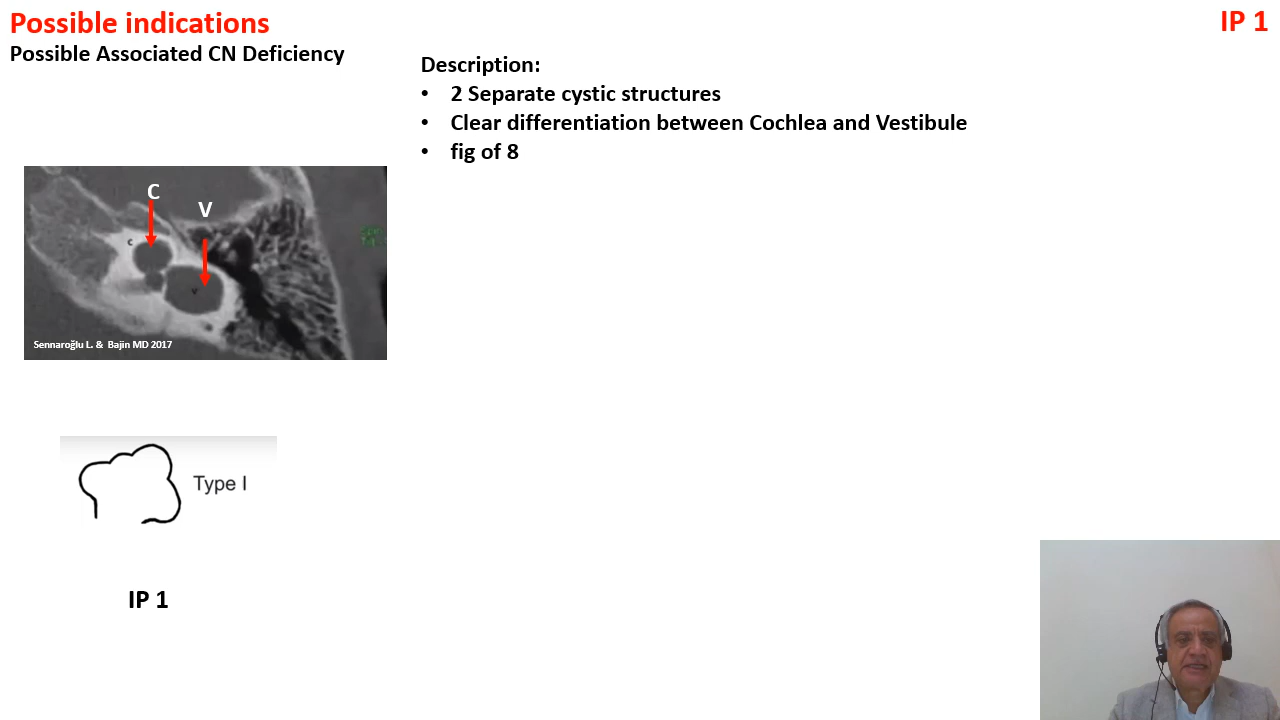 Possible indications
IP 1
Possible Associated CN Deficiency
Description:
• 2 Separate cystic structures
• Clear differentiation between Cochlea and Vestibule
• fig of 8
C
V
c
v
Sennaroğlu L. & Bajin MD 2017
Type I
IP 1